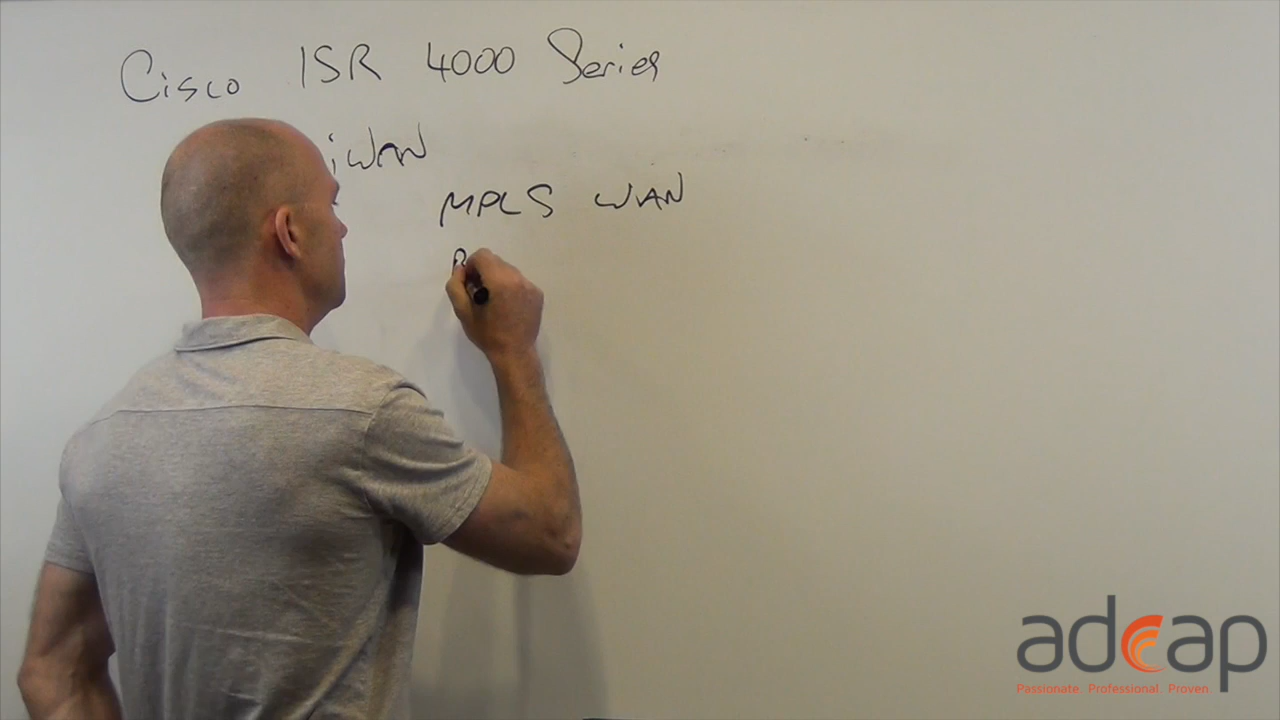 Cisco ISR 4000 Series
iWAN
MPLS WAN
adcap
Passionate. Professional. Proven